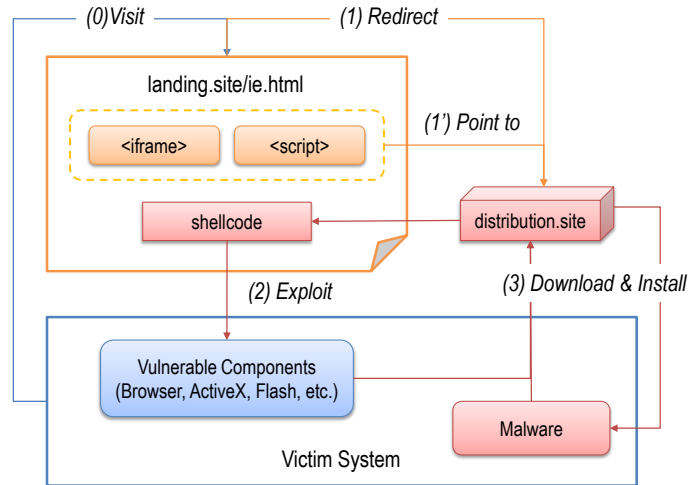 (0)Visit
(1) Redirect
landing.site/ie.html
<iframe>
<script>
(1') Point to
shellcode
distribution.site
(2) Exploit
(3) Download & Install
Vulnerable Components
(Browser, ActiveX, Flash, etc.)
Malware
Victim System